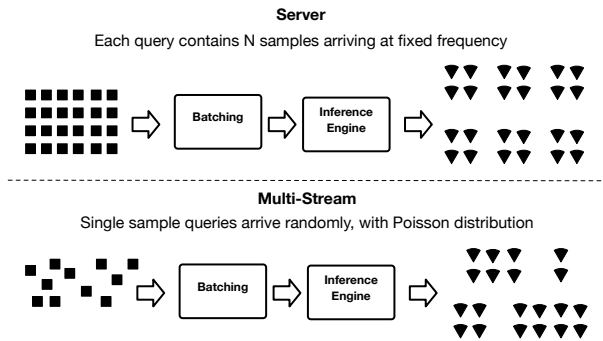 Server
Each query contains N samples arriving at fixed frequency
Batching
Inference
Engine
Multi-Stream
Single sample queries arrive randomly, with Poisson distribution
Batching
Inference
Engine